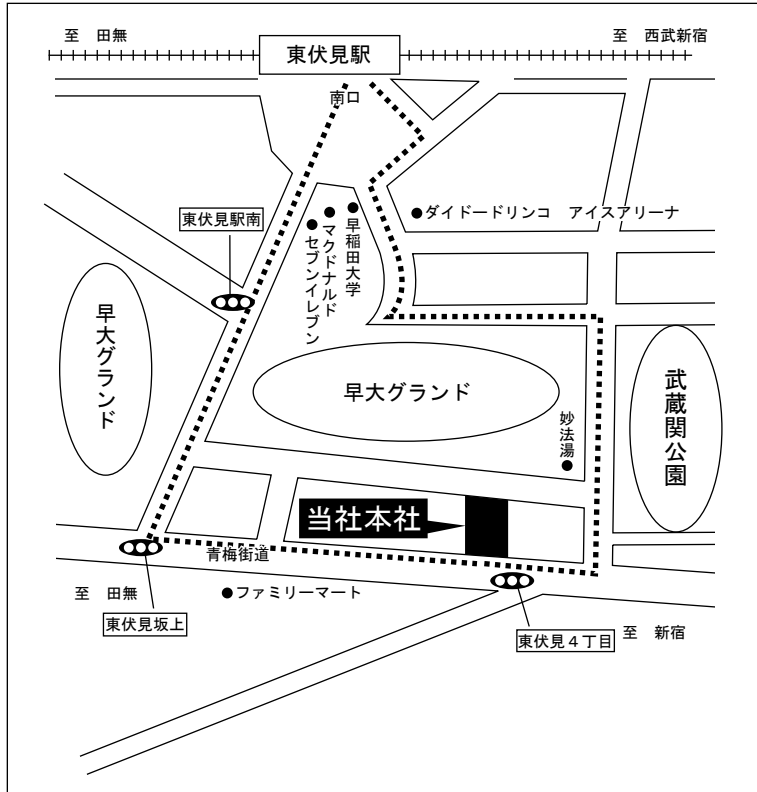 至　田無
東伏見駅
至　西武新宿
南口
東伏見駅南
●ダイドードリンコ　アイスアリーナ
●早稲田大学
●マクドナルド
●セブンイレブン
早大グランド
早大グランド
武蔵関公園
妙法湯●
当社本社
青梅街道
至　田無
●ファミリーマート
東伏見坂上
東伏見４丁目
至　新宿